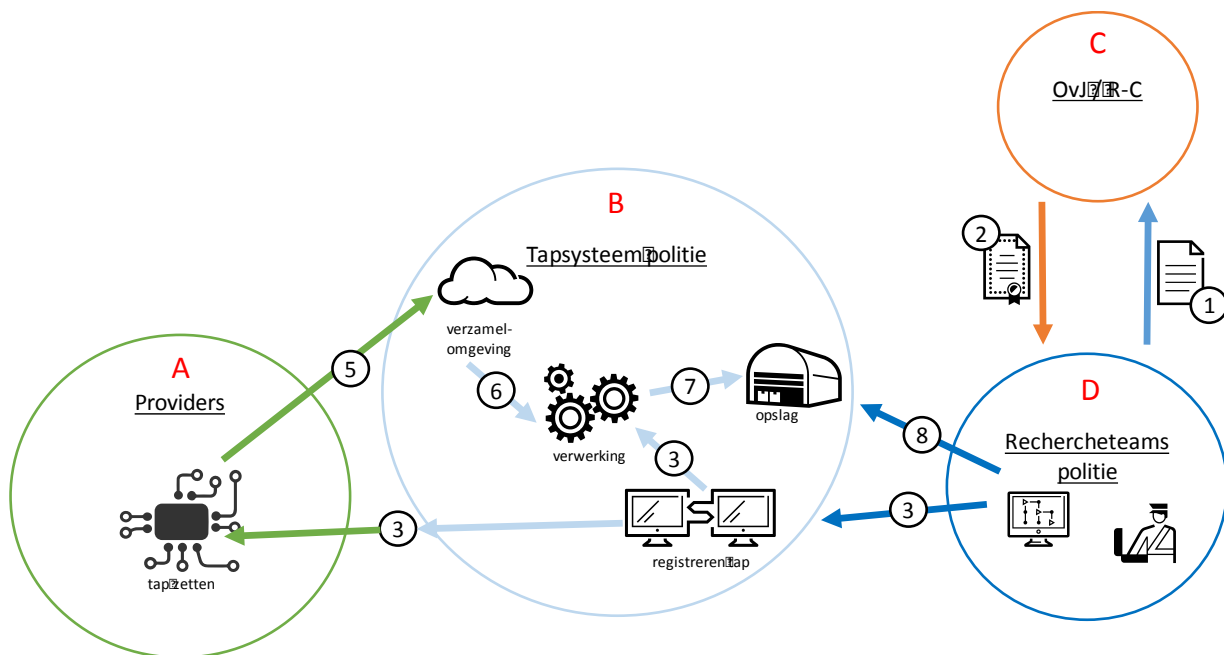 C
OvJ / R-C
2
1
B
Tapsysteem politie
verzamel-
omgeving
A
Providers
5
6
7
opslag
D
Rechercheteams
politie
8
verwerking
3
3
3
registreren tap
tap zetten